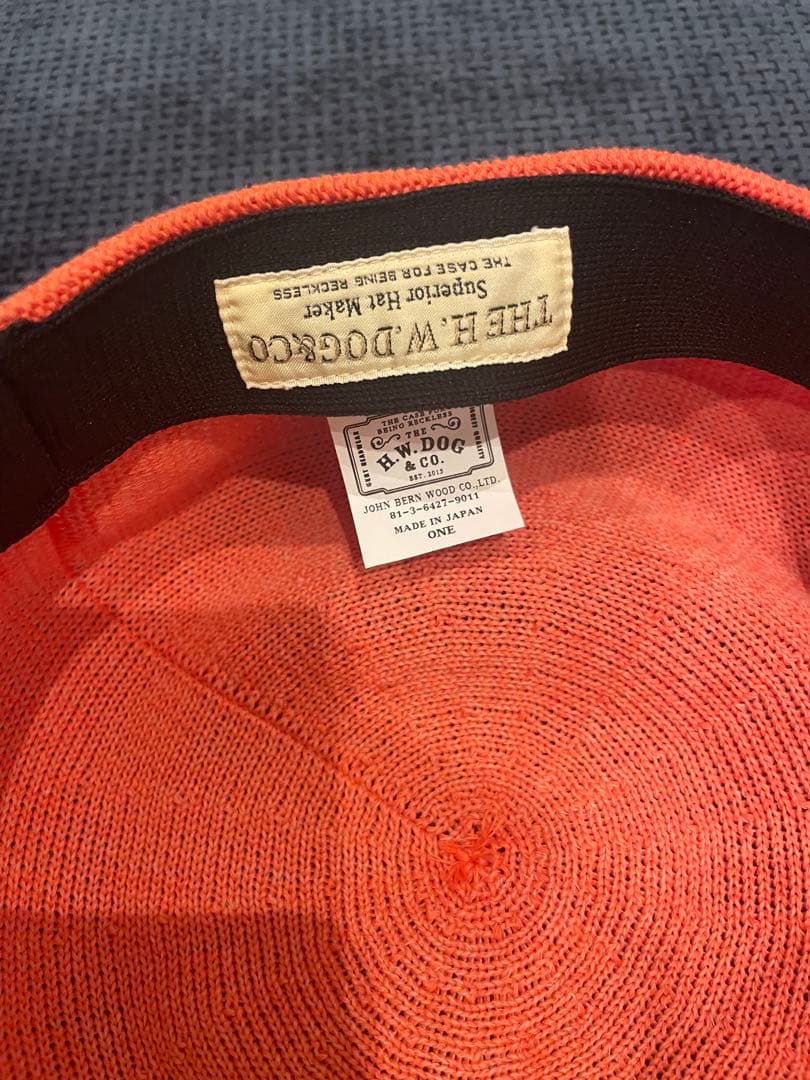 THE H.W.DOG&CO
Superior Hat Maker
THE CASE FOR BEING RECKLESS
THE CASE FOR
BEING RECKLESS
THE
H.W. DOG
& CO.
EST. 2013
JOHN BERN WOOD CO.,LTD.
81-3-6427-9011
MADE IN JAPAN
ONE